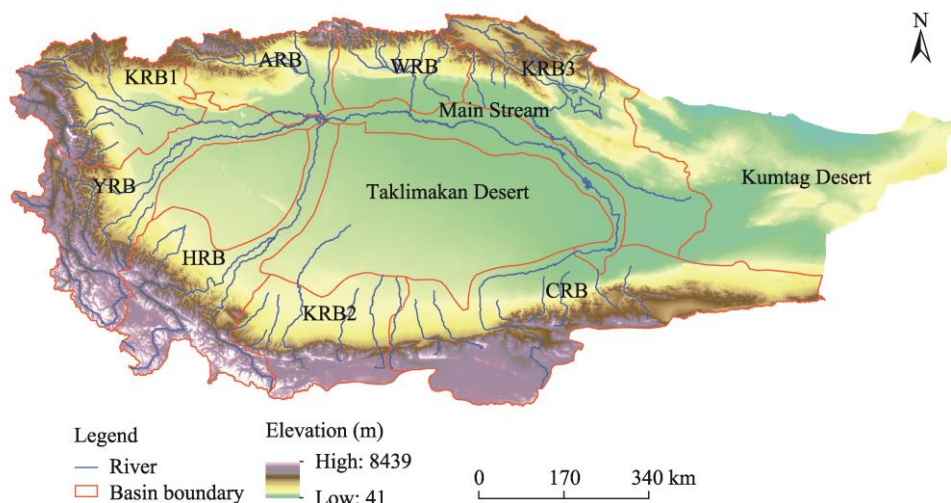 N
KRB1
ARB
WRB
KRB3
Main Stream
YRB
Taklimakan Desert
Kumtag Desert
HRB
KRB2
CRB
Legend
River
Basin boundary
Elevation (m)
High: 8439
Low: 41
0 170 340 km